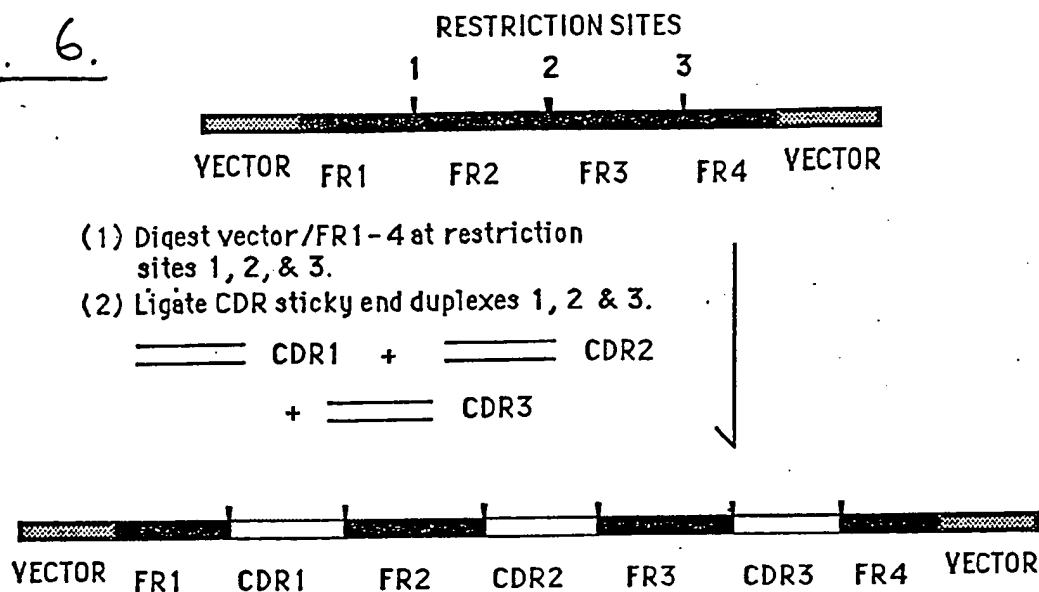 . 6.
RESTRICTION SITES
1 2 3
VECTOR FR1 FR2 FR3 FR4 VECTOR
(1) Digest vector/FR1-4 at restriction
sites 1, 2, & 3.
(2) Ligate CDR sticky end duplexes 1, 2 & 3.
CDR1 + CDR2
+ CDR3
VECTOR FR1 CDR1 FR2 CDR2 FR3 CDR3 FR4 VECTOR